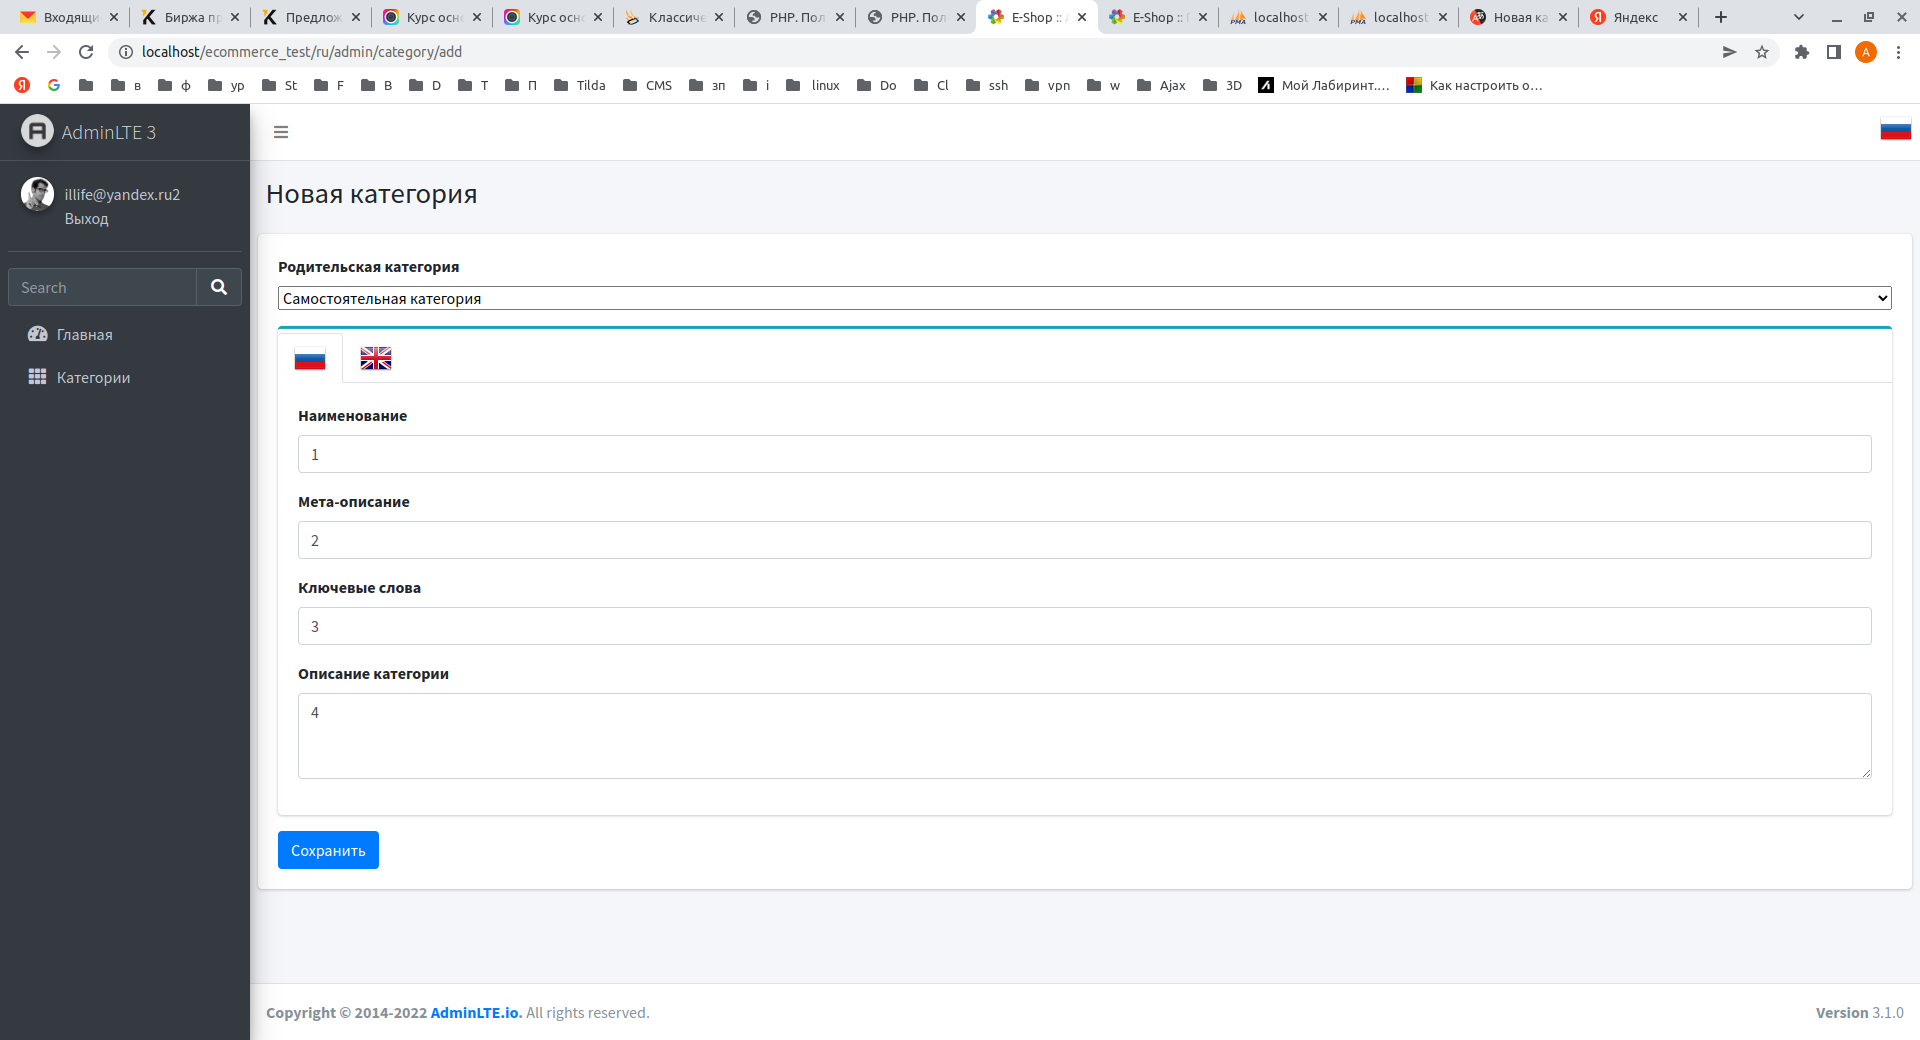 Входящи
Биржа пр
Предлож
Курс осно
Курс осно
Классиче
PHP. Пол
PHP. Пол
E-Shop ::
E-Shop ::
localhost
localhost
Новая ка
Яндекс
localhost/ecommerce_test/ru/admin/category/add
А
Я G в ф ур St F B D T П Tilda CMS зп i linux Do Cl ssh vpn w Ajax 3D Мой Лабиринт.… Как настроить о…
AdminLTE 3
illife@yandex.ru2
Выход
Search
Главная
Категории
Новая категория
Родительская категория
Самостоятельная категория
Наименование
1
Мета-описание
2
Ключевые слова
3
Описание категории
4
Сохранить
Copyright © 2014-2022 AdminLTE.io. All rights reserved.
Version 3.1.0